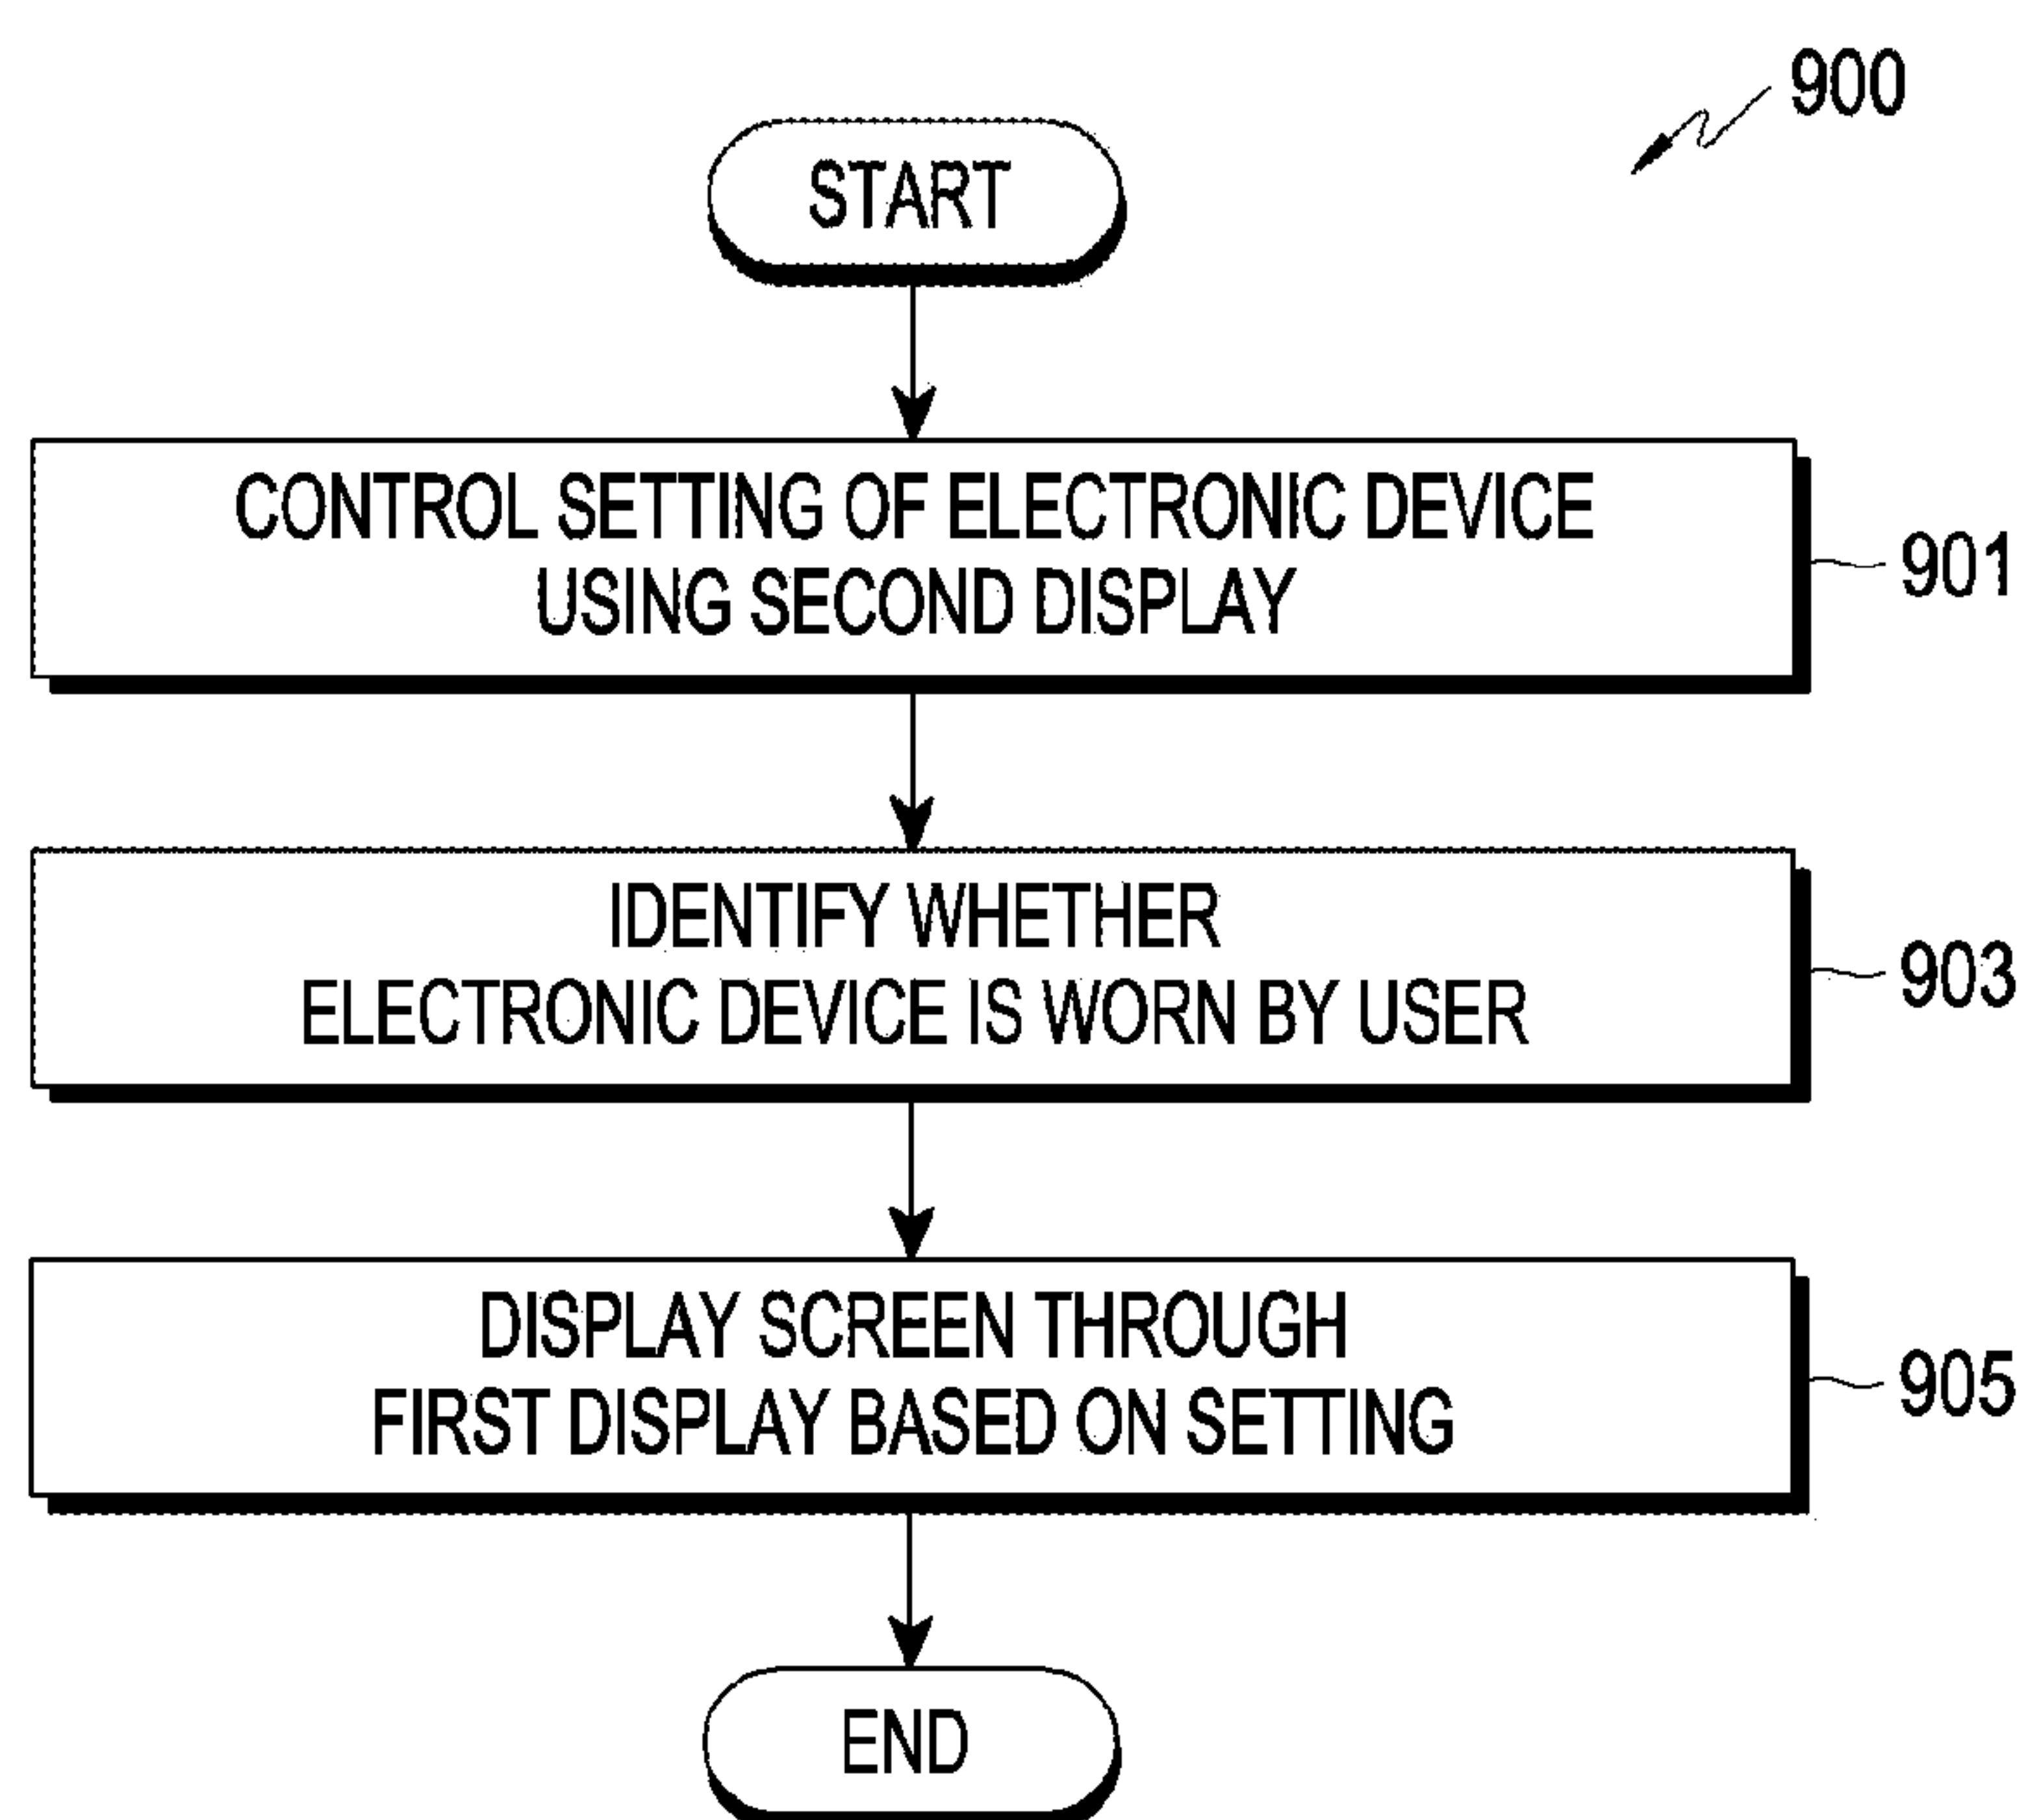 900
START
CONTROL SETTING OF ELECTRONIC DEVICE
USING SECOND DISPLAY
901
IDENTIFY WHETHER
ELECTRONIC DEVICE IS WORN BY USER
903
DISPLAY SCREEN THROUGH
FIRST DISPLAY BASED ON SETTING
905
END